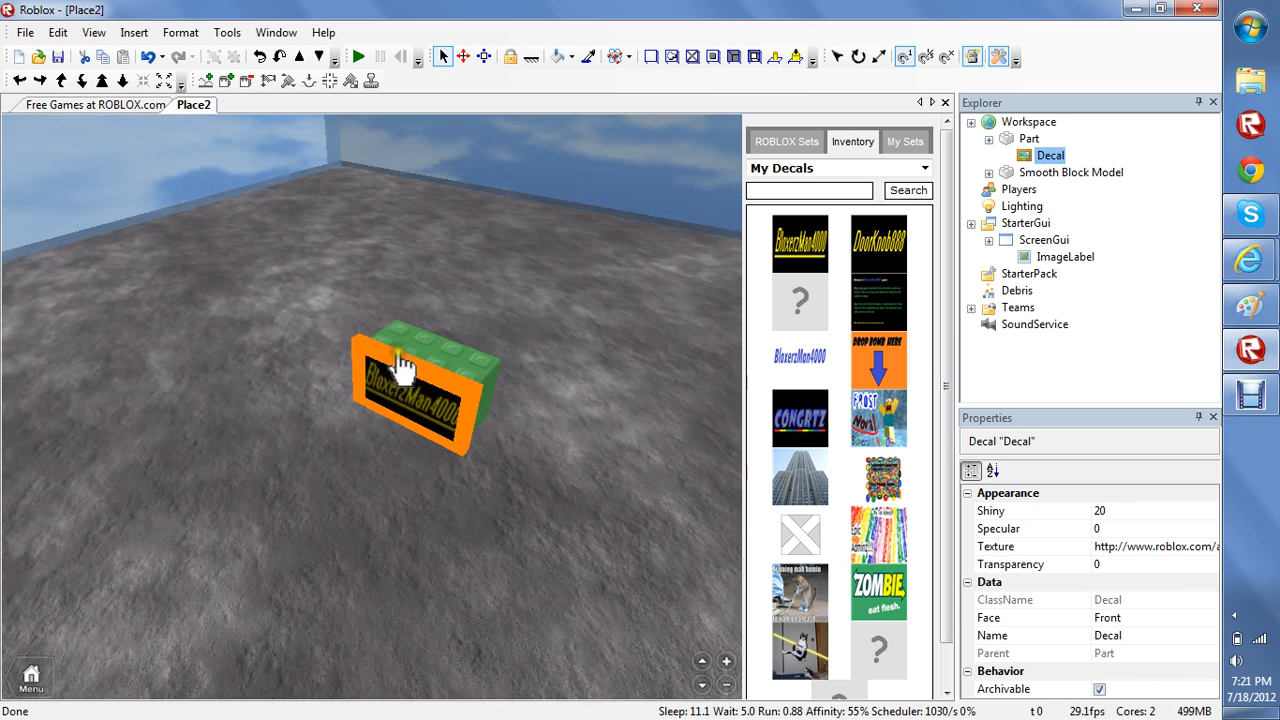 Roblox - [Place2]
File Edit View Insert Format Tools Window Help
Free Games at ROBLOX.com Place2
ROBLOX Sets Inventory My Sets
My Decals
Search
BloxerzMan4000 DoorKnob888
?
BloxerzMan4000 DROP BOMB HERE
CONGRTZ FROST
Epic
ZOMBIE
eat flesh.
?
BloxerzMan4000
Menu
Explorer
Workspace
Part
Decal
Smooth Block Model
Players
Lighting
StarterGui
ScreenGui
ImageLabel
StarterPack
Debris
Teams
SoundService
Properties
Decal "Decal"
Appearance
Shiny 20
Specular 0
Texture http://www.roblox.com/a
Transparency 0
Data
ClassName Decal
Face Front
Name Decal
Parent Part
Behavior
Archivable
Done Sleep: 11.1 Wait: 5.0 Run: 0.88 Affinity: 55% Scheduler: 1030/s 0% t 0 29.1fps Cores: 2 499MB
7:21 PM
7/18/2012